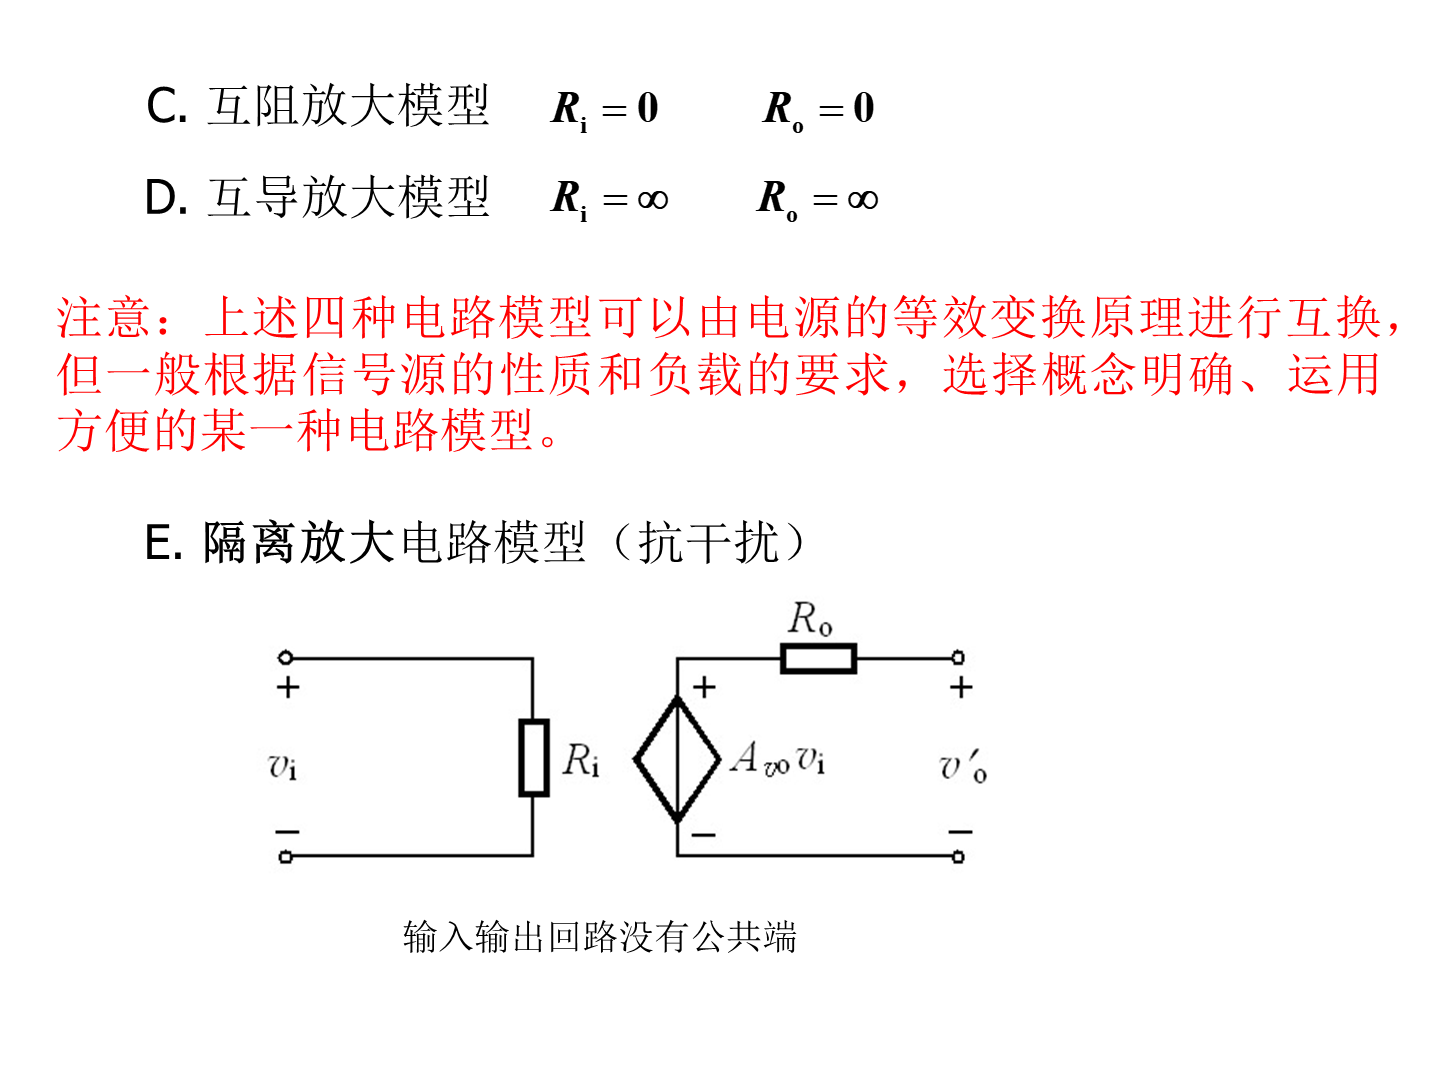 C. 互阻放大模型 Ri = 0 Ro = 0
D. 互导放大模型 Ri = ∞ Ro = ∞
注意：上述四种电路模型可以由电源的等效变换原理进行互换，
但一般根据信号源的性质和负载的要求，选择概念明确、运用
方便的某一种电路模型。
E. 隔离放大电路模型（抗干扰）
Ro
+ + +
vi Ri Avo vi v′o
− − −
输入输出回路没有公共端